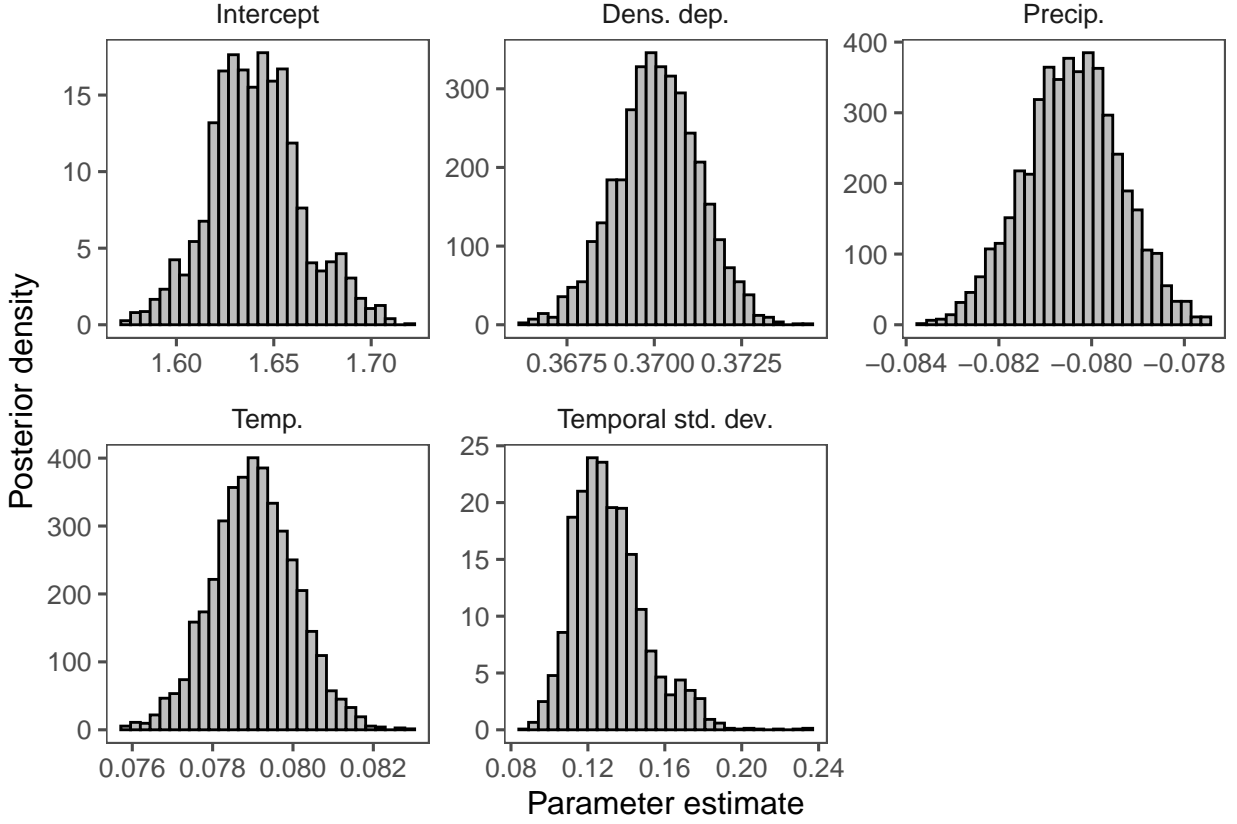 Intercept
Dens. dep.
Precip.
15
10
5
0
1.60 1.65 1.70
300
200
100
0
0.3675 0.3700 0.3725
400
300
200
100
0
−0.084 −0.082 −0.080 −0.078
Posterior density
Temp.
Temporal std. dev.
400
300
200
100
0
0.076 0.078 0.080 0.082
25
20
15
10
5
0
0.08 0.12 0.16 0.20 0.24
Parameter estimate